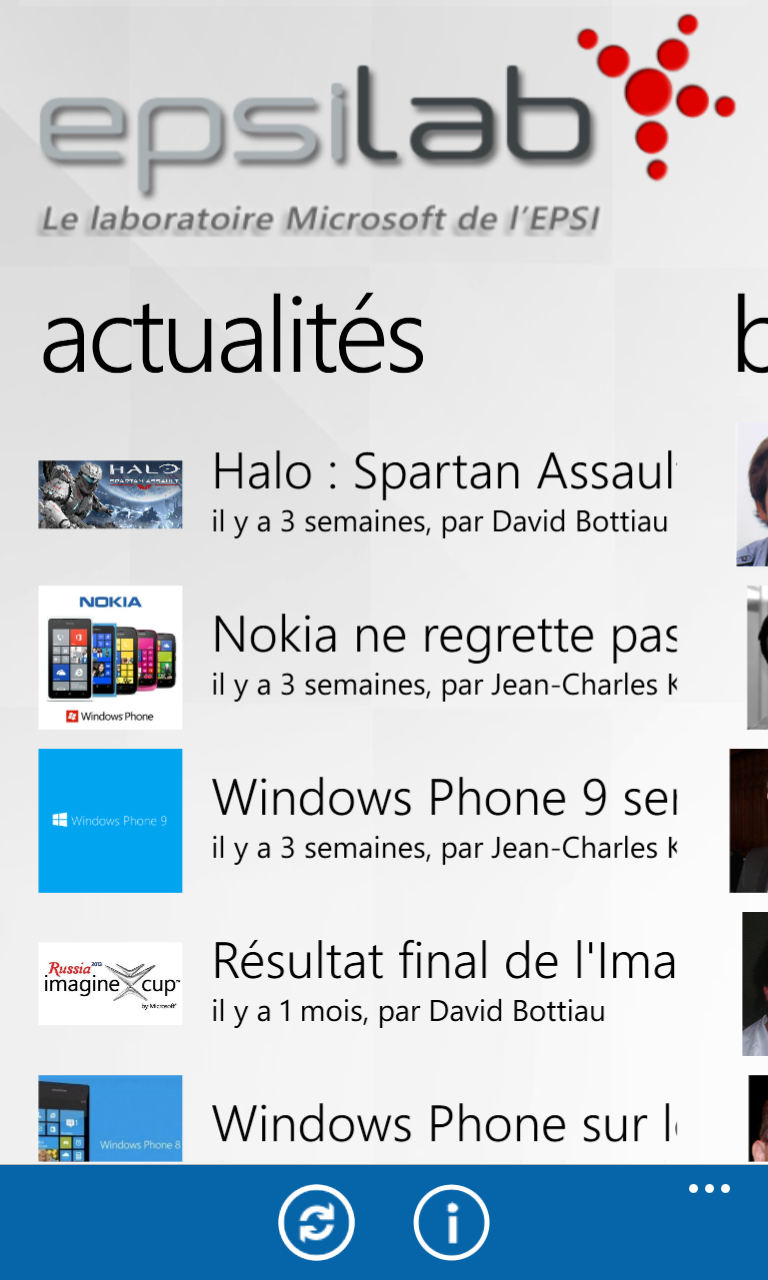 epsilab
Le laboratoire Microsoft de l'EPSI
actualités
b
HALO
SPARTAN ASSAULT
Halo : Spartan Assaul
il y a 3 semaines, par David Bottiau
NOKIA
Windows Phone
Nokia ne regrette pas
il y a 3 semaines, par Jean-Charles K
Windows Phone 9
Windows Phone 9 ser
il y a 3 semaines, par Jean-Charles K
Russia 2013
imagine cup
by Microsoft
Résultat final de l'Ima
il y a 1 mois, par David Bottiau
Windows Phone 8
Windows Phone sur le